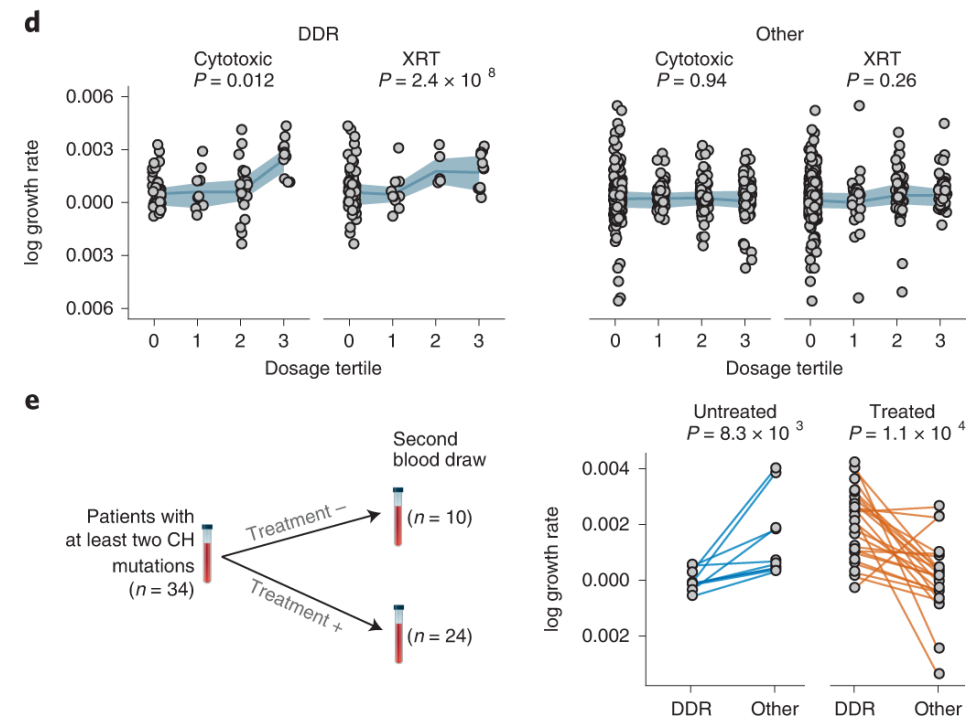 d
DDR
Other
Cytotoxic
P = 0.012
XRT
P = 2.4 × 10 8
Cytotoxic
P = 0.94
XRT
P = 0.26
log growth rate
0.006
0.003
0.000
0.003
0.006
0 1 2 3 0 1 2 3
0 1 2 3 0 1 2 3
Dosage tertile
Dosage tertile
e
Patients with
at least two CH
mutations
(n = 34)
Treatment –
Treatment +
Second
blood draw
(n = 10)
(n = 24)
Untreated
P = 8.3 × 10 3
Treated
P = 1.1 × 10 4
log growth rate
0.004
0.002
0.000
0.002
DDR Other DDR Other